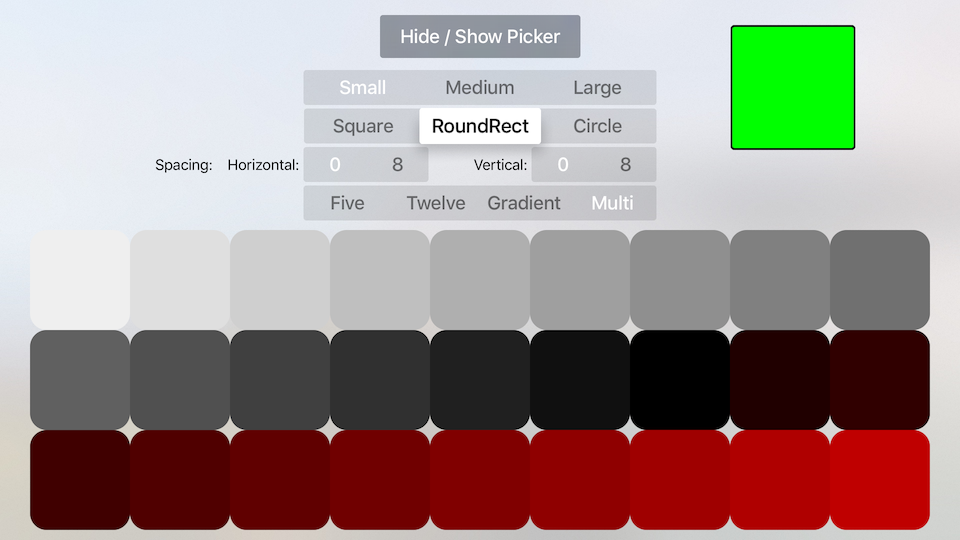 Hide / Show Picker
Small Medium Large
Square RoundRect Circle
Spacing: Horizontal: 0 8 Vertical: 0 8
Five Twelve Gradient Multi